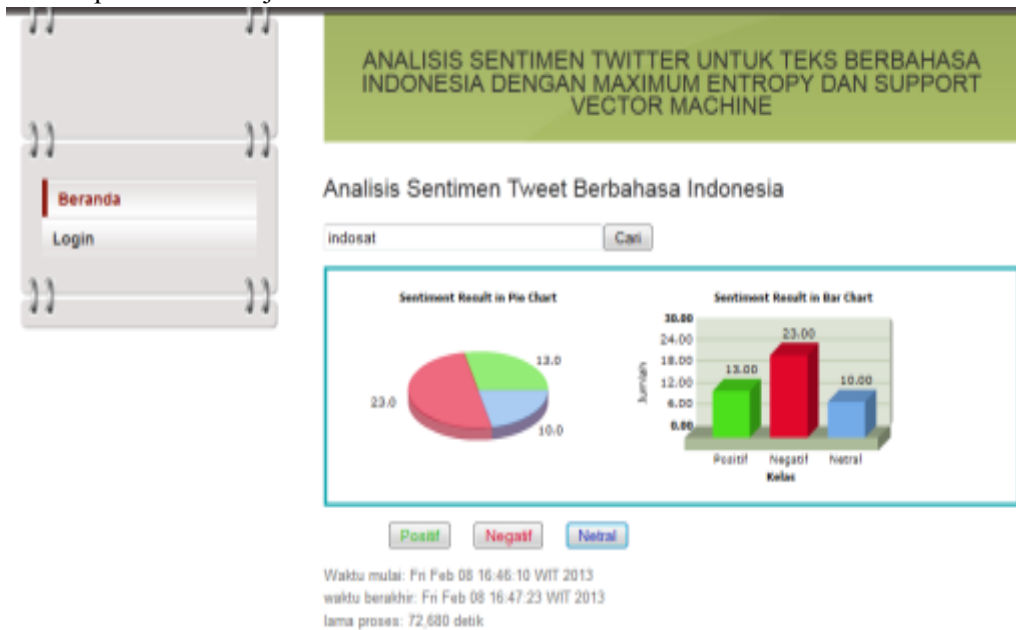 ANALISIS SENTIMEN TWITTER UNTUK TEKS BERBAHASA
INDONESIA DENGAN MAXIMUM ENTROPY DAN SUPPORT
VECTOR MACHINE
Beranda
Login
Analisis Sentimen Tweet Berbahasa Indonesia
indosat
Cari
Sentiment Result in Pie Chart
13.0
23.0
10.0
Sentiment Result in Bar Chart
30.00
24.00
18.00
12.00
6.00
0.00
Jumlah
13.00
23.00
10.00
Positif Negatif Netral
Kelas
Positif Negatif Netral
Waktu mulai: Fri Feb 08 16:46:10 WIT 2013
waktu berakhir: Fri Feb 08 16:47:23 WIT 2013
lama proses: 72,680 detik